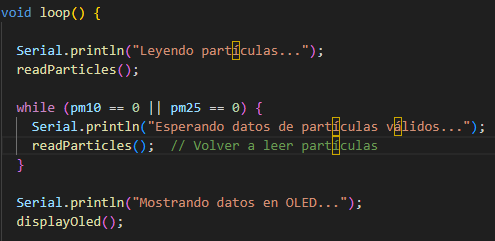 void loop() {
Serial.println("Leyendo partículas...");
readParticles();
while (pm10 == 0 || pm25 == 0) {
Serial.println("Esperando datos de partículas válidos...");
readParticles();  // Volver a leer partículas
}
Serial.println("Mostrando datos en OLED...");
displayOled();